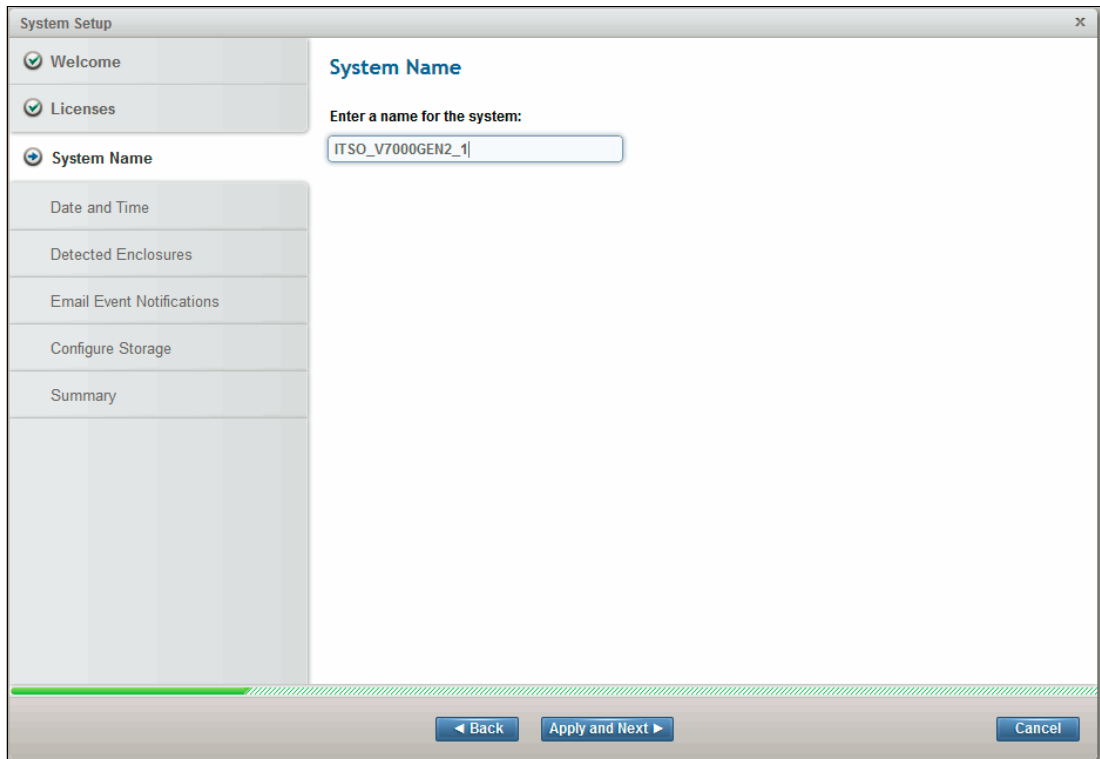 System Setup x
Welcome
Licenses
System Name
Date and Time
Detected Enclosures
Email Event Notifications
Configure Storage
Summary
System Name
Enter a name for the system:
ITSO_V7000GEN2_1
Back
Apply and Next
Cancel